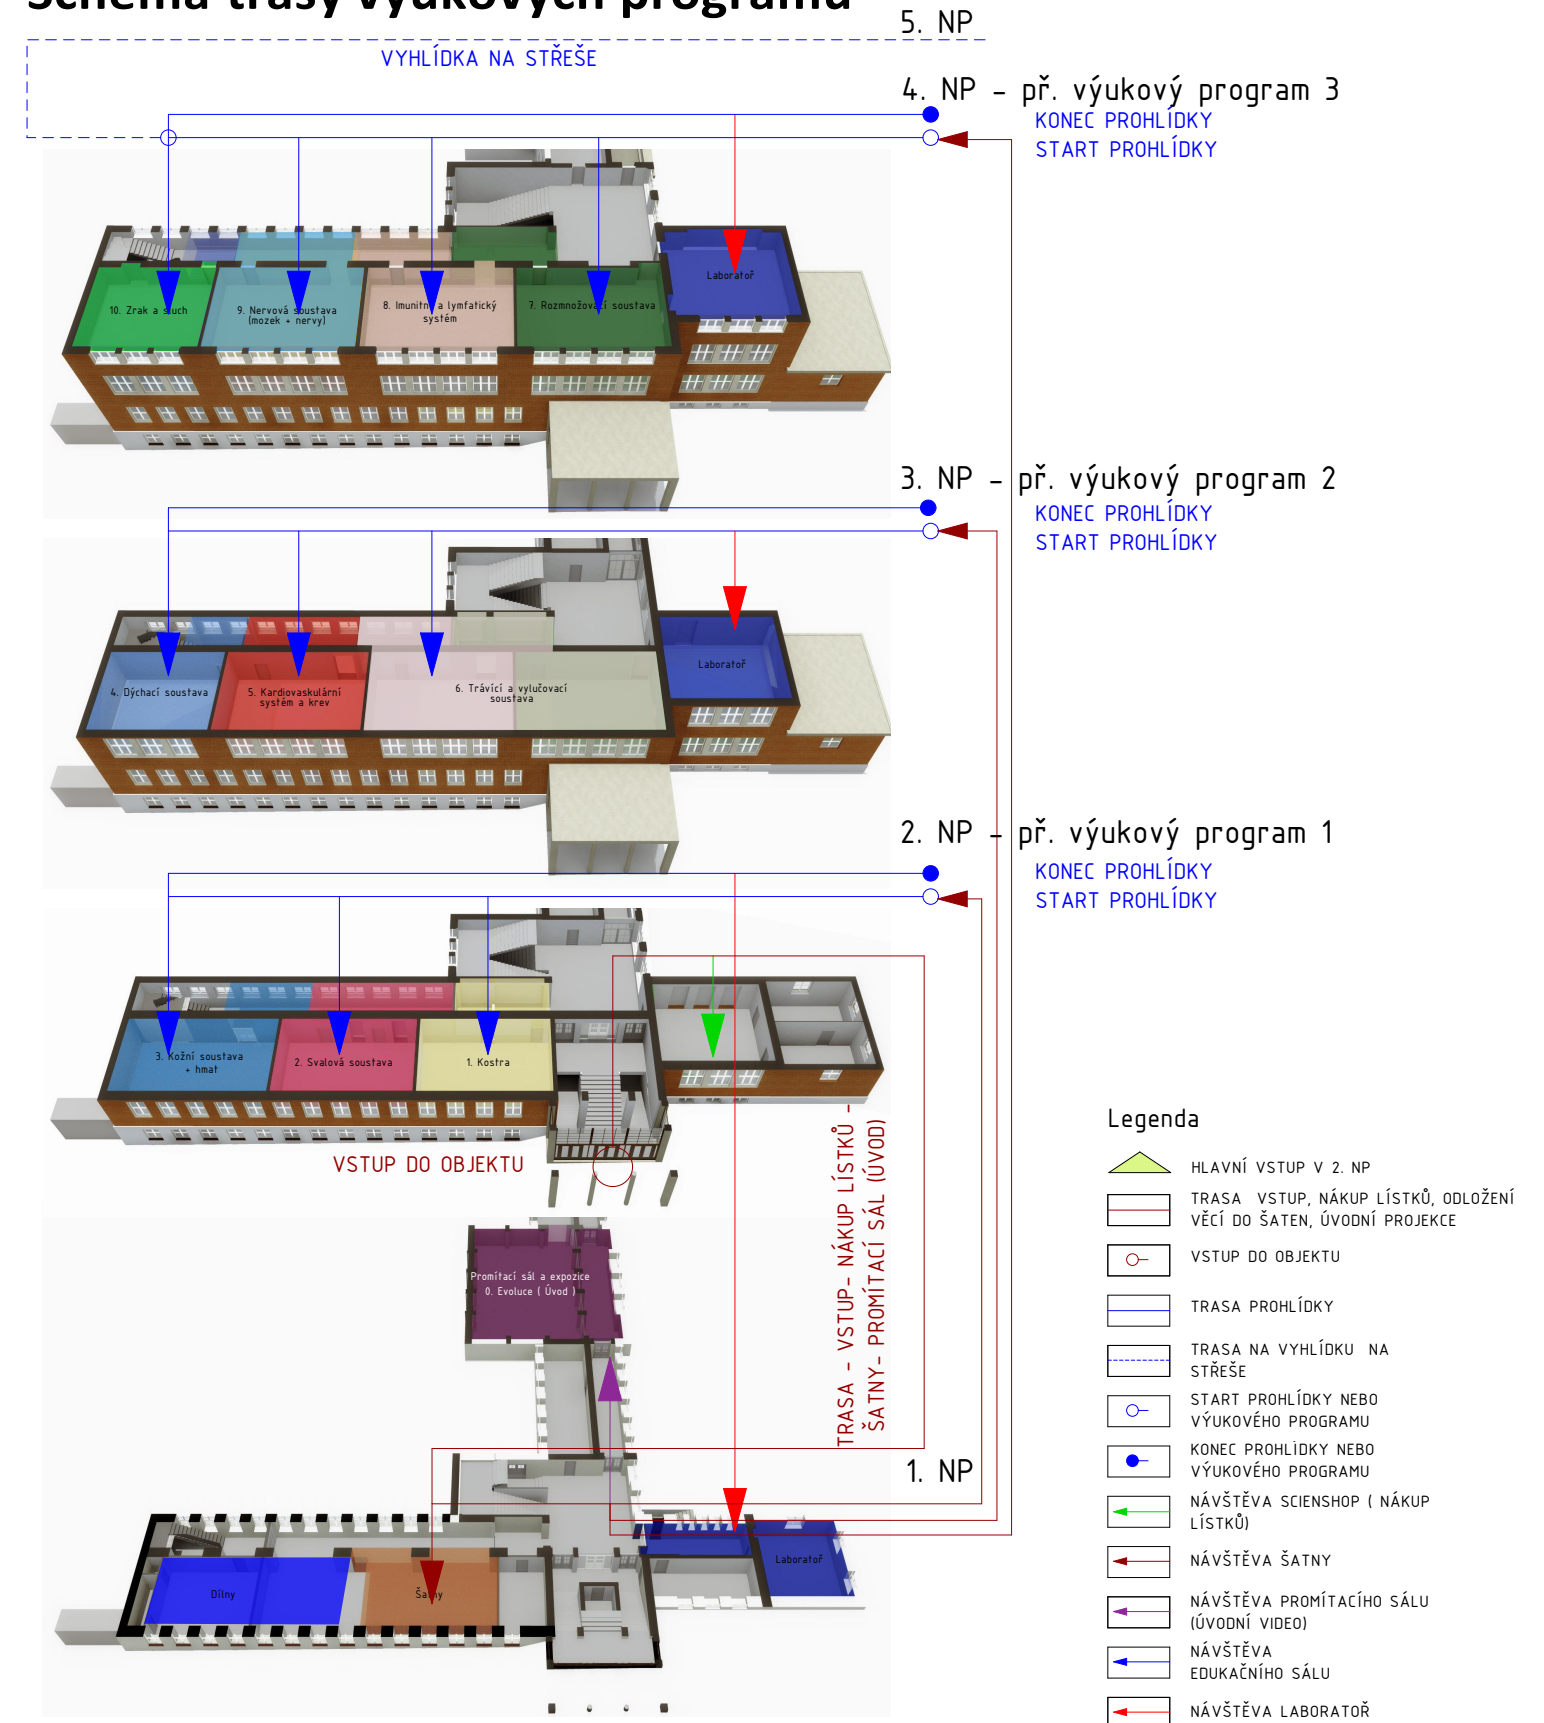 Schéma trasy výukových programů
5. NP
VYHLÍDKA NA STŘEŠE
4. NP - př. výukový program 3
KONEC PROHLÍDKY
START PROHLÍDKY
Laboratoř
10. Zrak a sluch
9. Nervová soustava
(mozek + nervy)
8. Imunitní a lymfatický
systém
7. Rozmnožovací soustava
3. NP - př. výukový program 2
KONEC PROHLÍDKY
START PROHLÍDKY
Laboratoř
4. Dýchací soustava
5. Kardiovaskulární
systém a krev
6. Trávící a vylučovací
soustava
2. NP - př. výukový program 1
KONEC PROHLÍDKY
START PROHLÍDKY
3. Kožní soustava
+ hmat
2. Svalová soustava
1. Kostra
VSTUP DO OBJEKTU
TRASA - VSTUP- NÁKUP LÍSTKŮ -
ŠATNY- PROMÍTACÍ SÁL (ÚVOD)
Promítací sál a expozice
0. Evoluce ( Úvod )
1. NP
Laboratoř
Dílny
Šatny
Legenda
HLAVNÍ VSTUP V 2. NP
TRASA VSTUP, NÁKUP LÍSTKŮ, ODLOŽENÍ
VĚCÍ DO ŠATEN, ÚVODNÍ PROJEKCE
VSTUP DO OBJEKTU
TRASA PROHLÍDKY
TRASA NA VYHLÍDKU NA
STŘEŠE
START PROHLÍDKY NEBO
VÝUKOVÉHO PROGRAMU
KONEC PROHLÍDKY NEBO
VÝUKOVÉHO PROGRAMU
NÁVŠTĚVA SCIENSHOP ( NÁKUP
LÍSTKŮ)
NÁVŠTĚVA ŠATNY
NÁVŠTĚVA PROMÍTACÍHO SÁLU
(ÚVODNÍ VIDEO)
NÁVŠTĚVA
EDUKAČNÍHO SÁLU
NÁVŠTĚVA LABORATOŘ